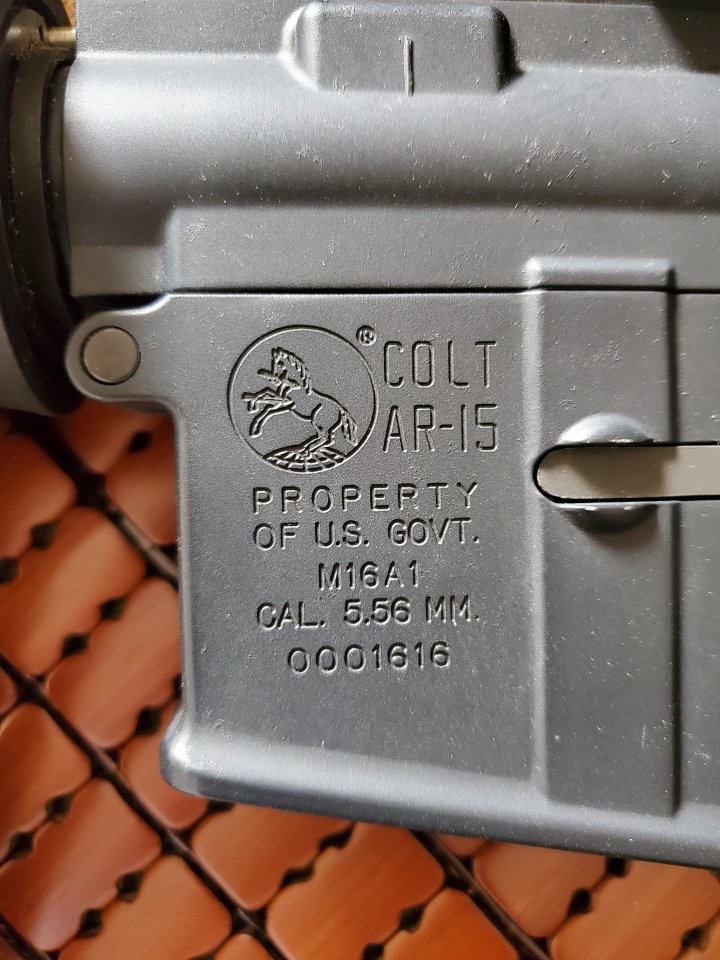 ®
COLT
AR-15
PROPERTY
OF U.S. GOVT.
M16A1
CAL. 5.56 MM.
0001616